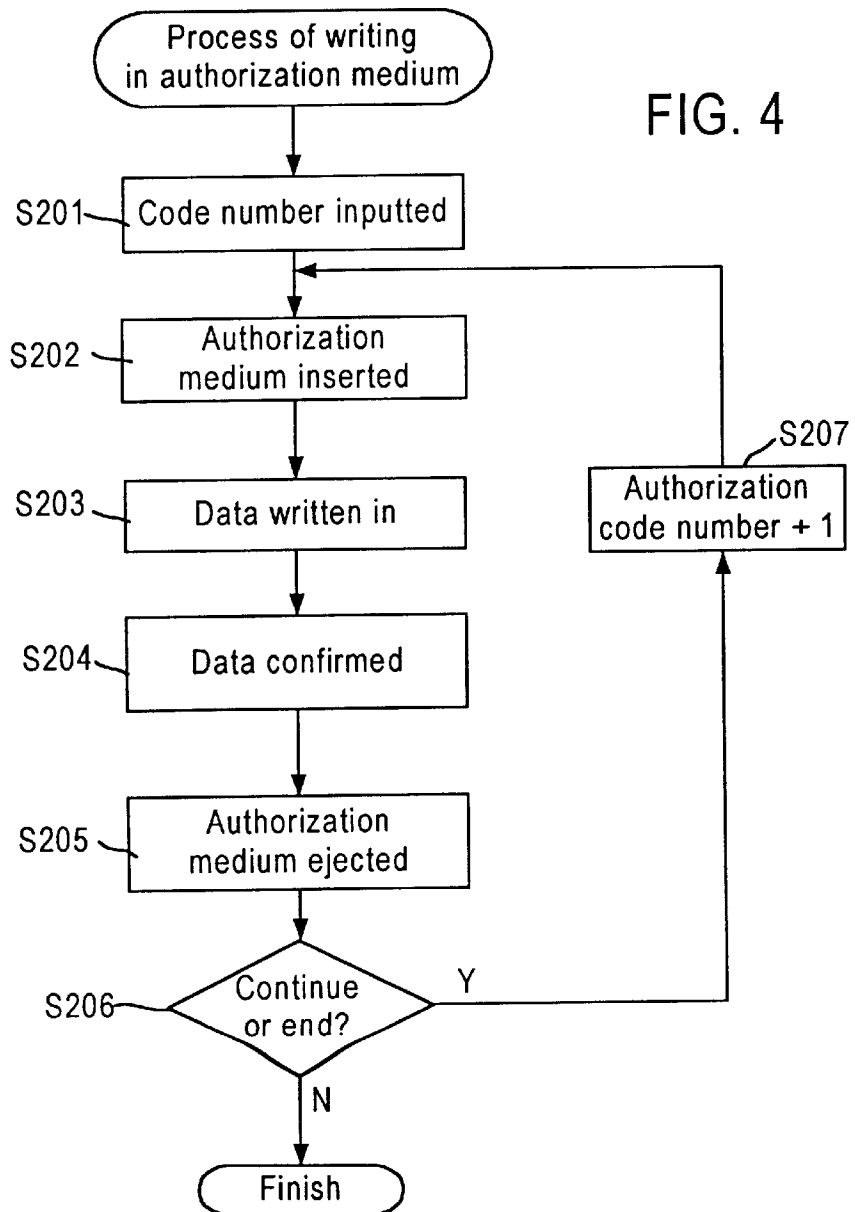 Process of writing
in authorization medium
FIG. 4
S201
Code number inputted
S202
Authorization
medium inserted
S207
Authorization
code number + 1
S203
Data written in
S204
Data confirmed
S205
Authorization
medium ejected
S206
Continue
or end?
Y
N
Finish